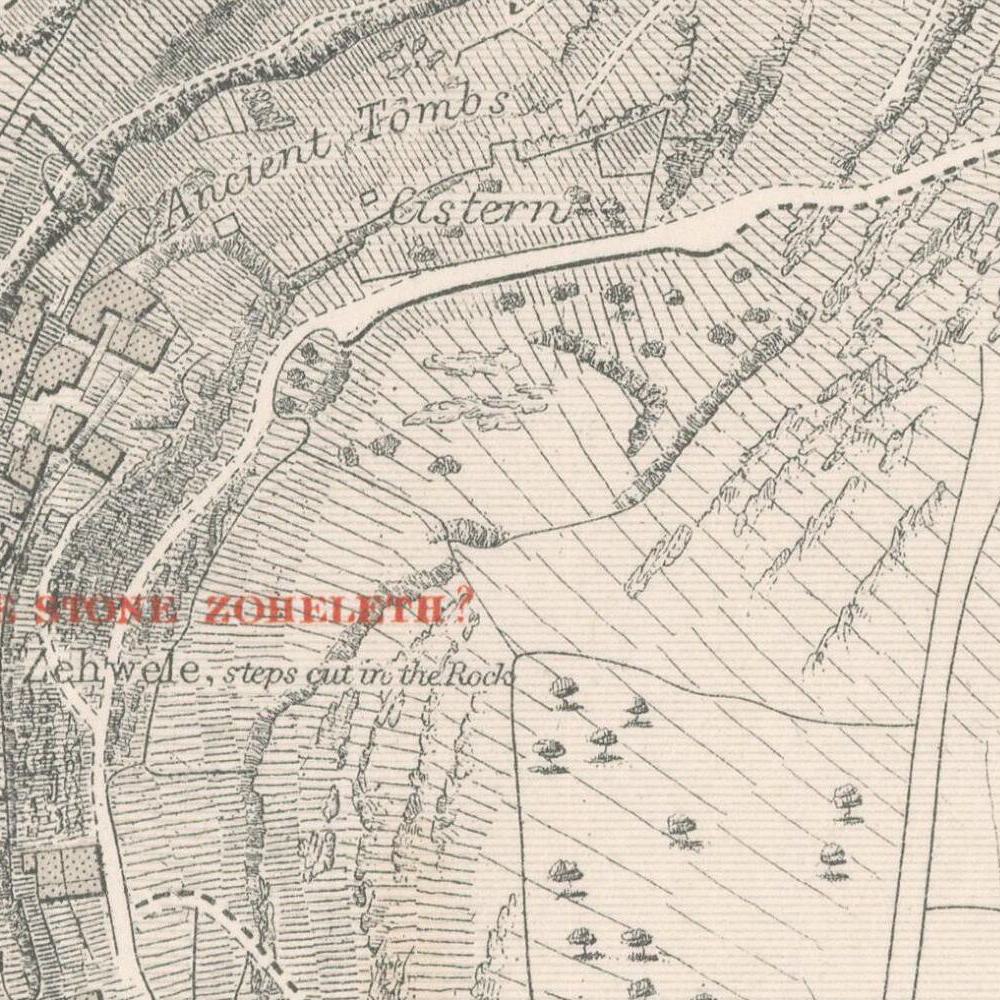 Ancient Tombs
Cistern
STONE ZOHELETH?
Zehwele, steps cut in the Rock